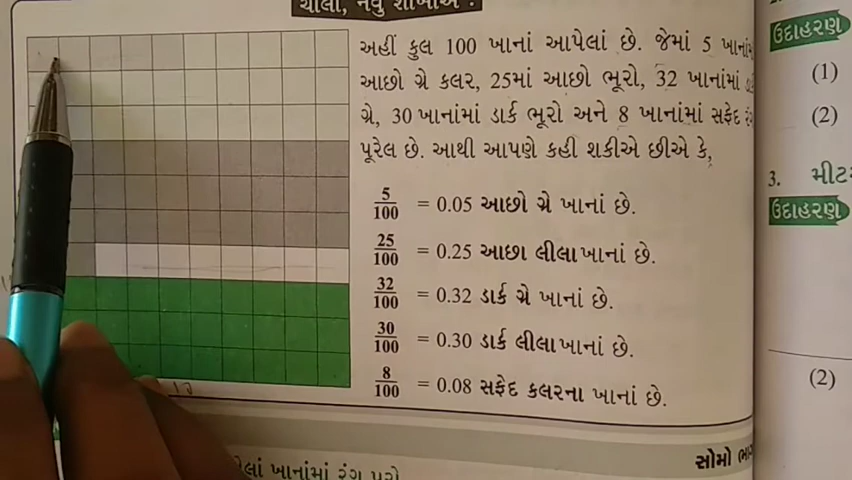 ચાલો, નવું શીખીએ :
અહીં કુલ 100 ખાનાં આપેલાં છે. જેમાં 5 ખાનાંમાં
આછો ગ્રે કલર, 25માં આછો ભૂરો, 32 ખાનાંમાં
ગ્રે, 30 ખાનાંમાં ડાર્ક ભૂરો અને 8 ખાનાંમાં સફેદ
પૂરેલ છે. આથી આપણે કહી શકીએ છીએ કે,
5/100 = 0.05 આછો ગ્રે ખાનાં છે.
25/100 = 0.25 આછા લીલા ખાનાં છે.
32/100 = 0.32 ડાર્ક ગ્રે ખાનાં છે.
30/100 = 0.30 ડાર્ક લીલા ખાનાં છે.
8/100 = 0.08 સફેદ કલરના ખાનાં છે.
સોમો
ખાનાંમાં રંગ પૂરો
ઉદાહરણ
(1)
(2)
3.
ઉદાહરણ
(2)